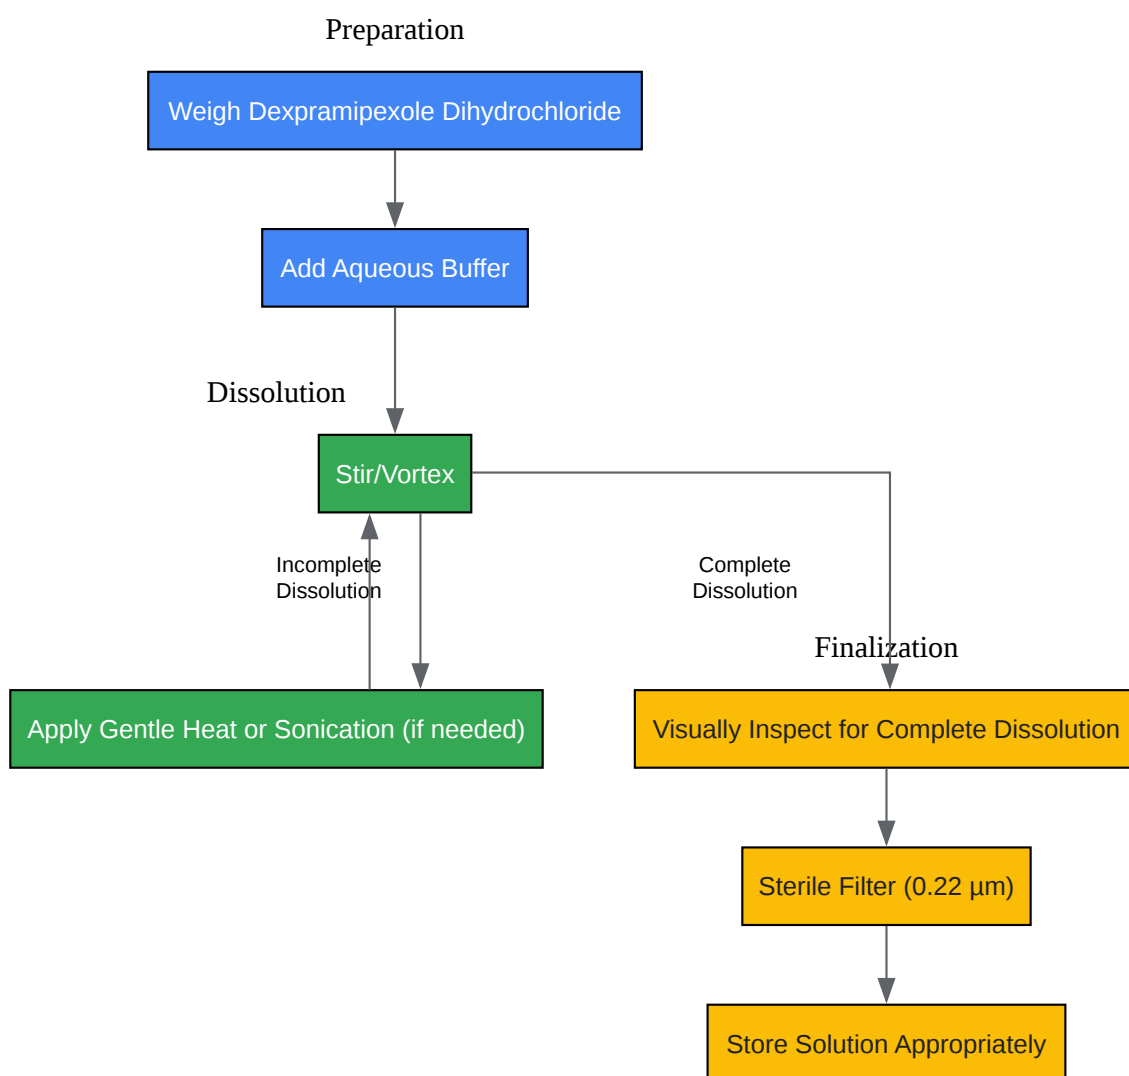 Preparation
Weigh Dexpramipexole Dihydrochloride
Add Aqueous Buffer
Dissolution
Stir/Vortex
Incomplete
Dissolution
Complete
Dissolution
Finalization
Apply Gentle Heat or Sonication (if needed)
Visually Inspect for Complete Dissolution
Sterile Filter (0.22 µm)
Store Solution Appropriately